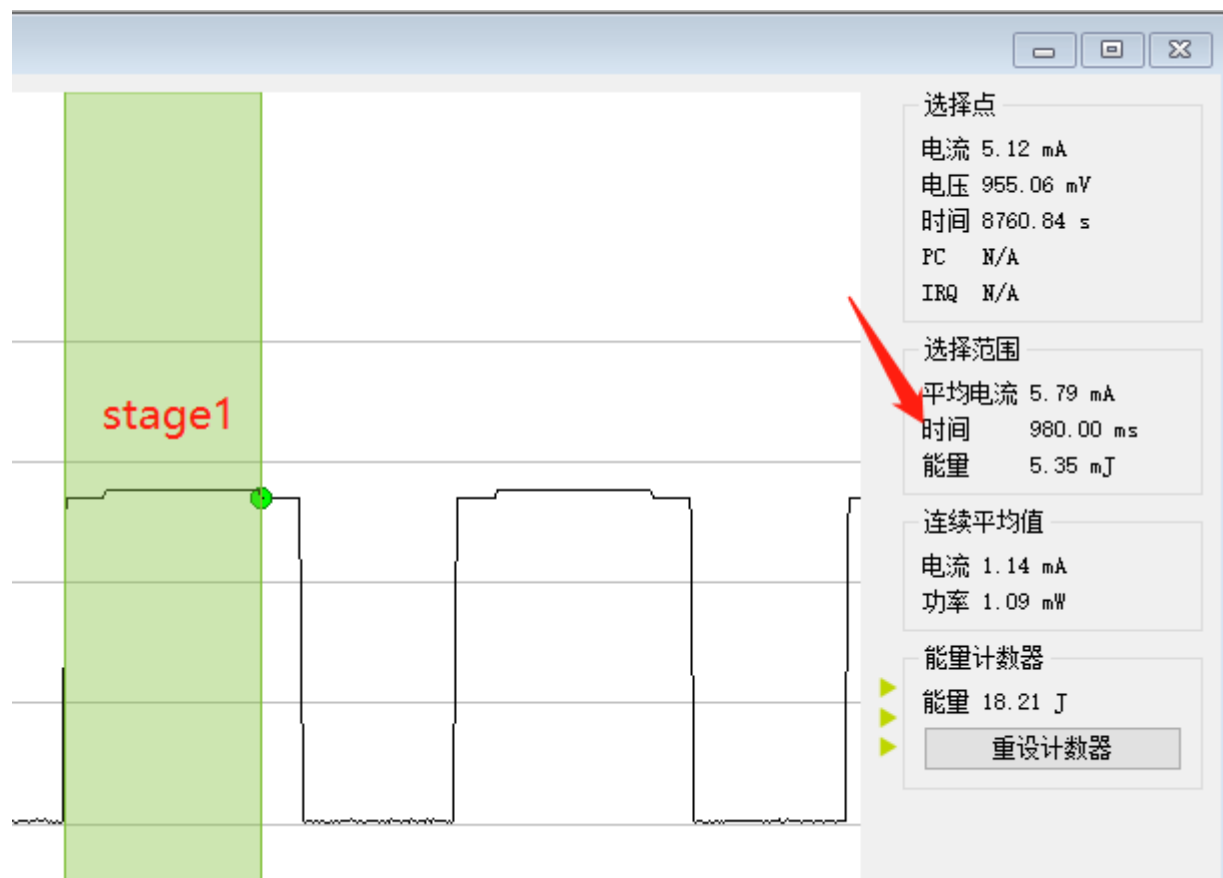 选择点
电流 5.12 mA
电压 955.06 mV
时间 8760.84 s
PC N/A
IRQ N/A
选择范围
平均电流 5.79 mA
时间 980.00 ms
能量 5.35 mJ
stage1
连续平均值
电流 1.14 mA
功率 1.09 mW
能量计数器
能量 18.21 J
重设计数器